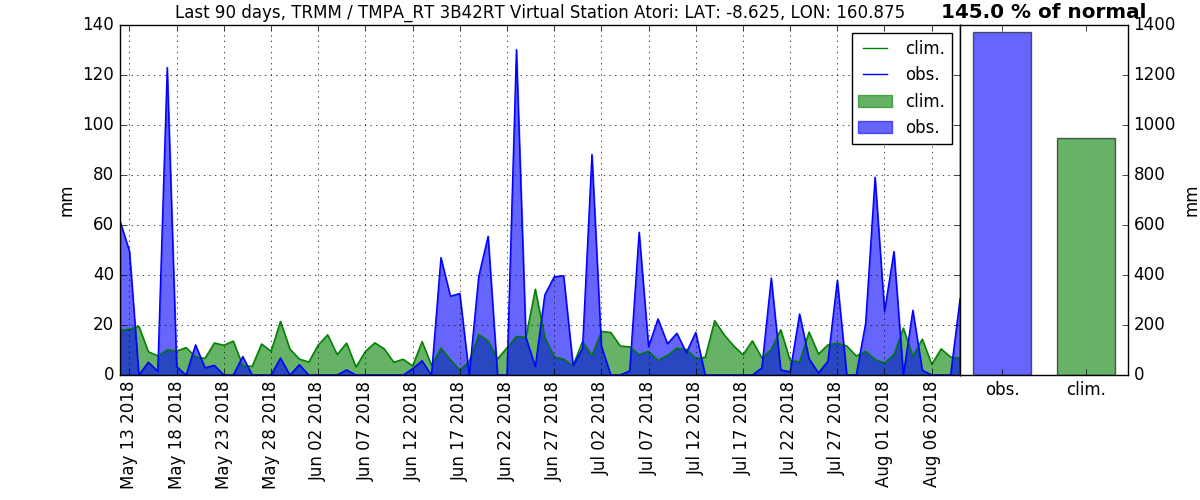 Last 90 days, TRMM / TMPA_RT 3B42RT Virtual Station Atori: LAT: -8.625, LON: 160.875
145.0 % of normal
140
120
100
80
60
40
20
0
mm
clim.
obs.
clim.
obs.
1400
1200
1000
800
600
400
200
0
mm
May 13 2018
May 18 2018
May 23 2018
May 28 2018
Jun 02 2018
Jun 07 2018
Jun 12 2018
Jun 17 2018
Jun 22 2018
Jun 27 2018
Jul 02 2018
Jul 07 2018
Jul 12 2018
Jul 17 2018
Jul 22 2018
Jul 27 2018
Aug 01 2018
Aug 06 2018
obs.
clim.